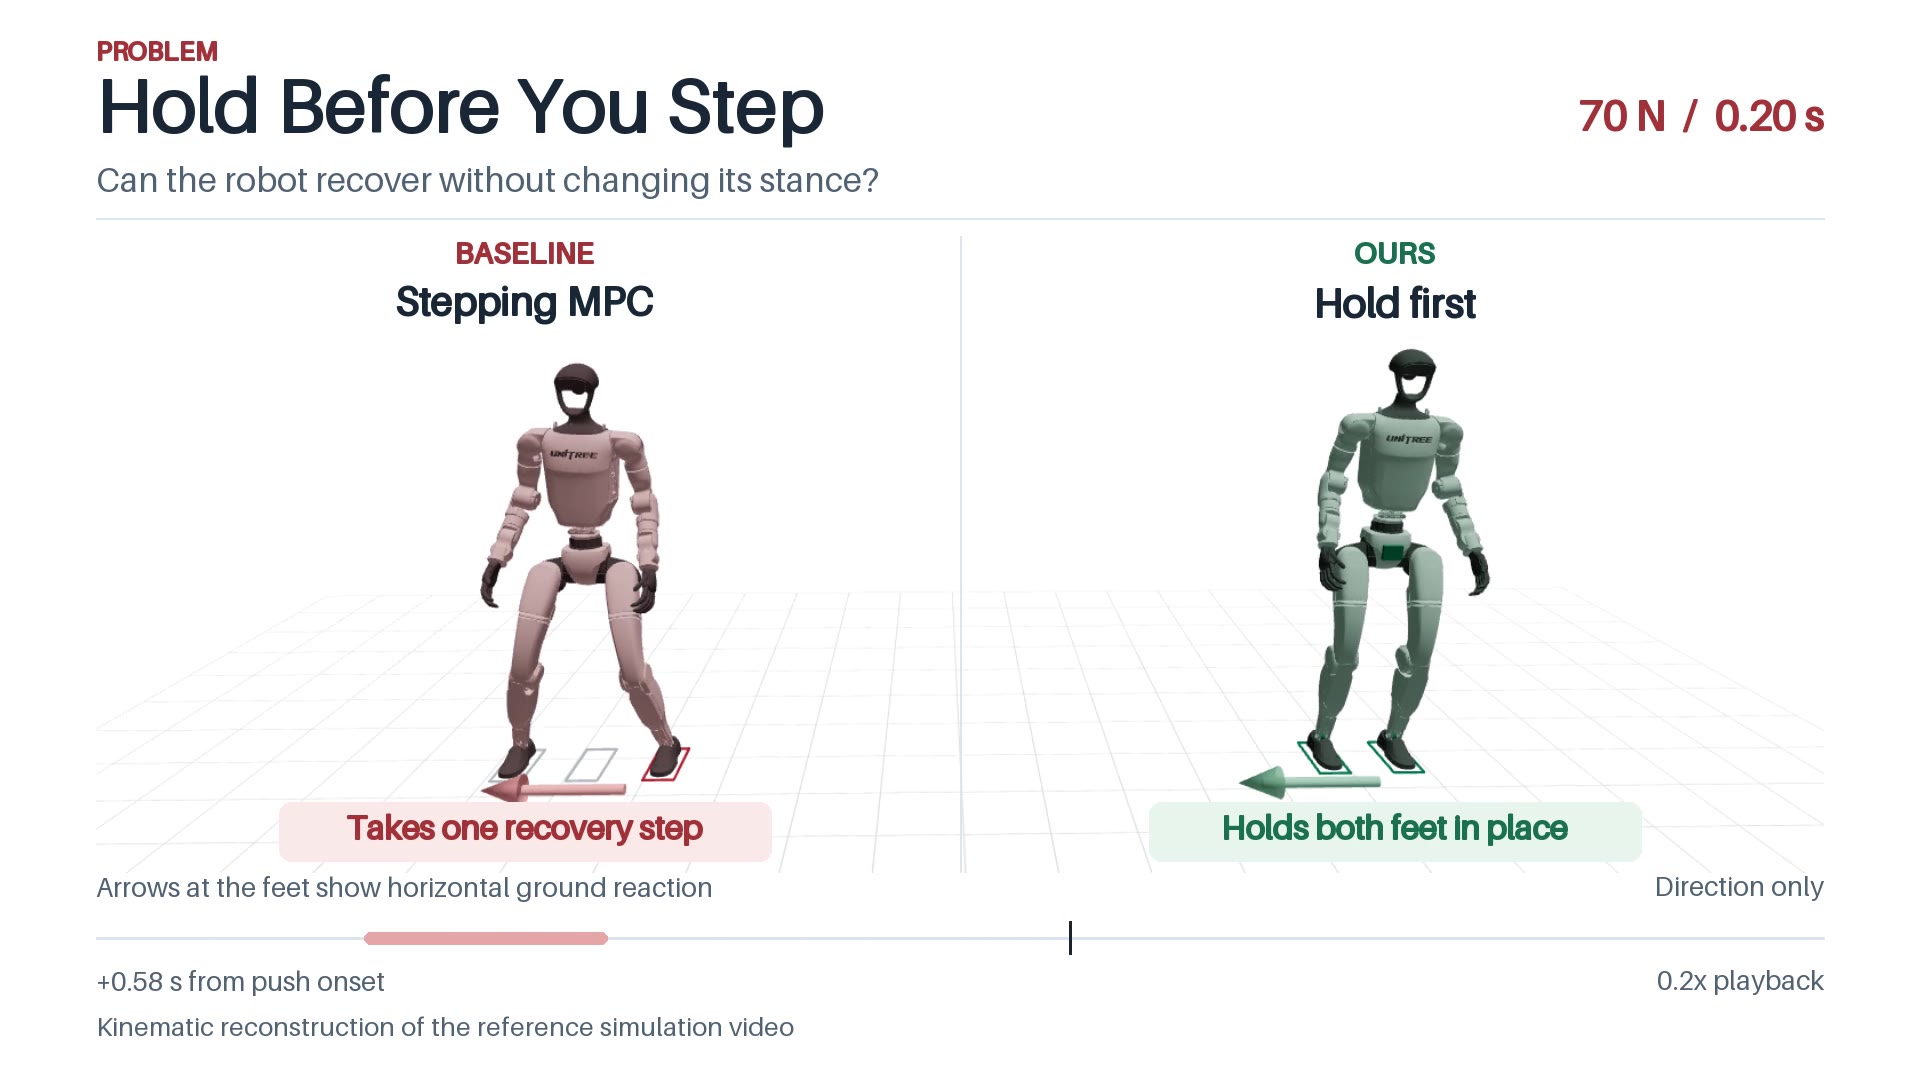 PROBLEM
Hold Before You Step
70 N / 0.20 s
Can the robot recover without changing its stance?
BASELINE
Stepping MPC
OURS
Hold first
UNITREE
UNITREE
Takes one recovery step
Holds both feet in place
Arrows at the feet show horizontal ground reaction
Direction only
+0.58 s from push onset
0.2x playback
Kinematic reconstruction of the reference simulation video